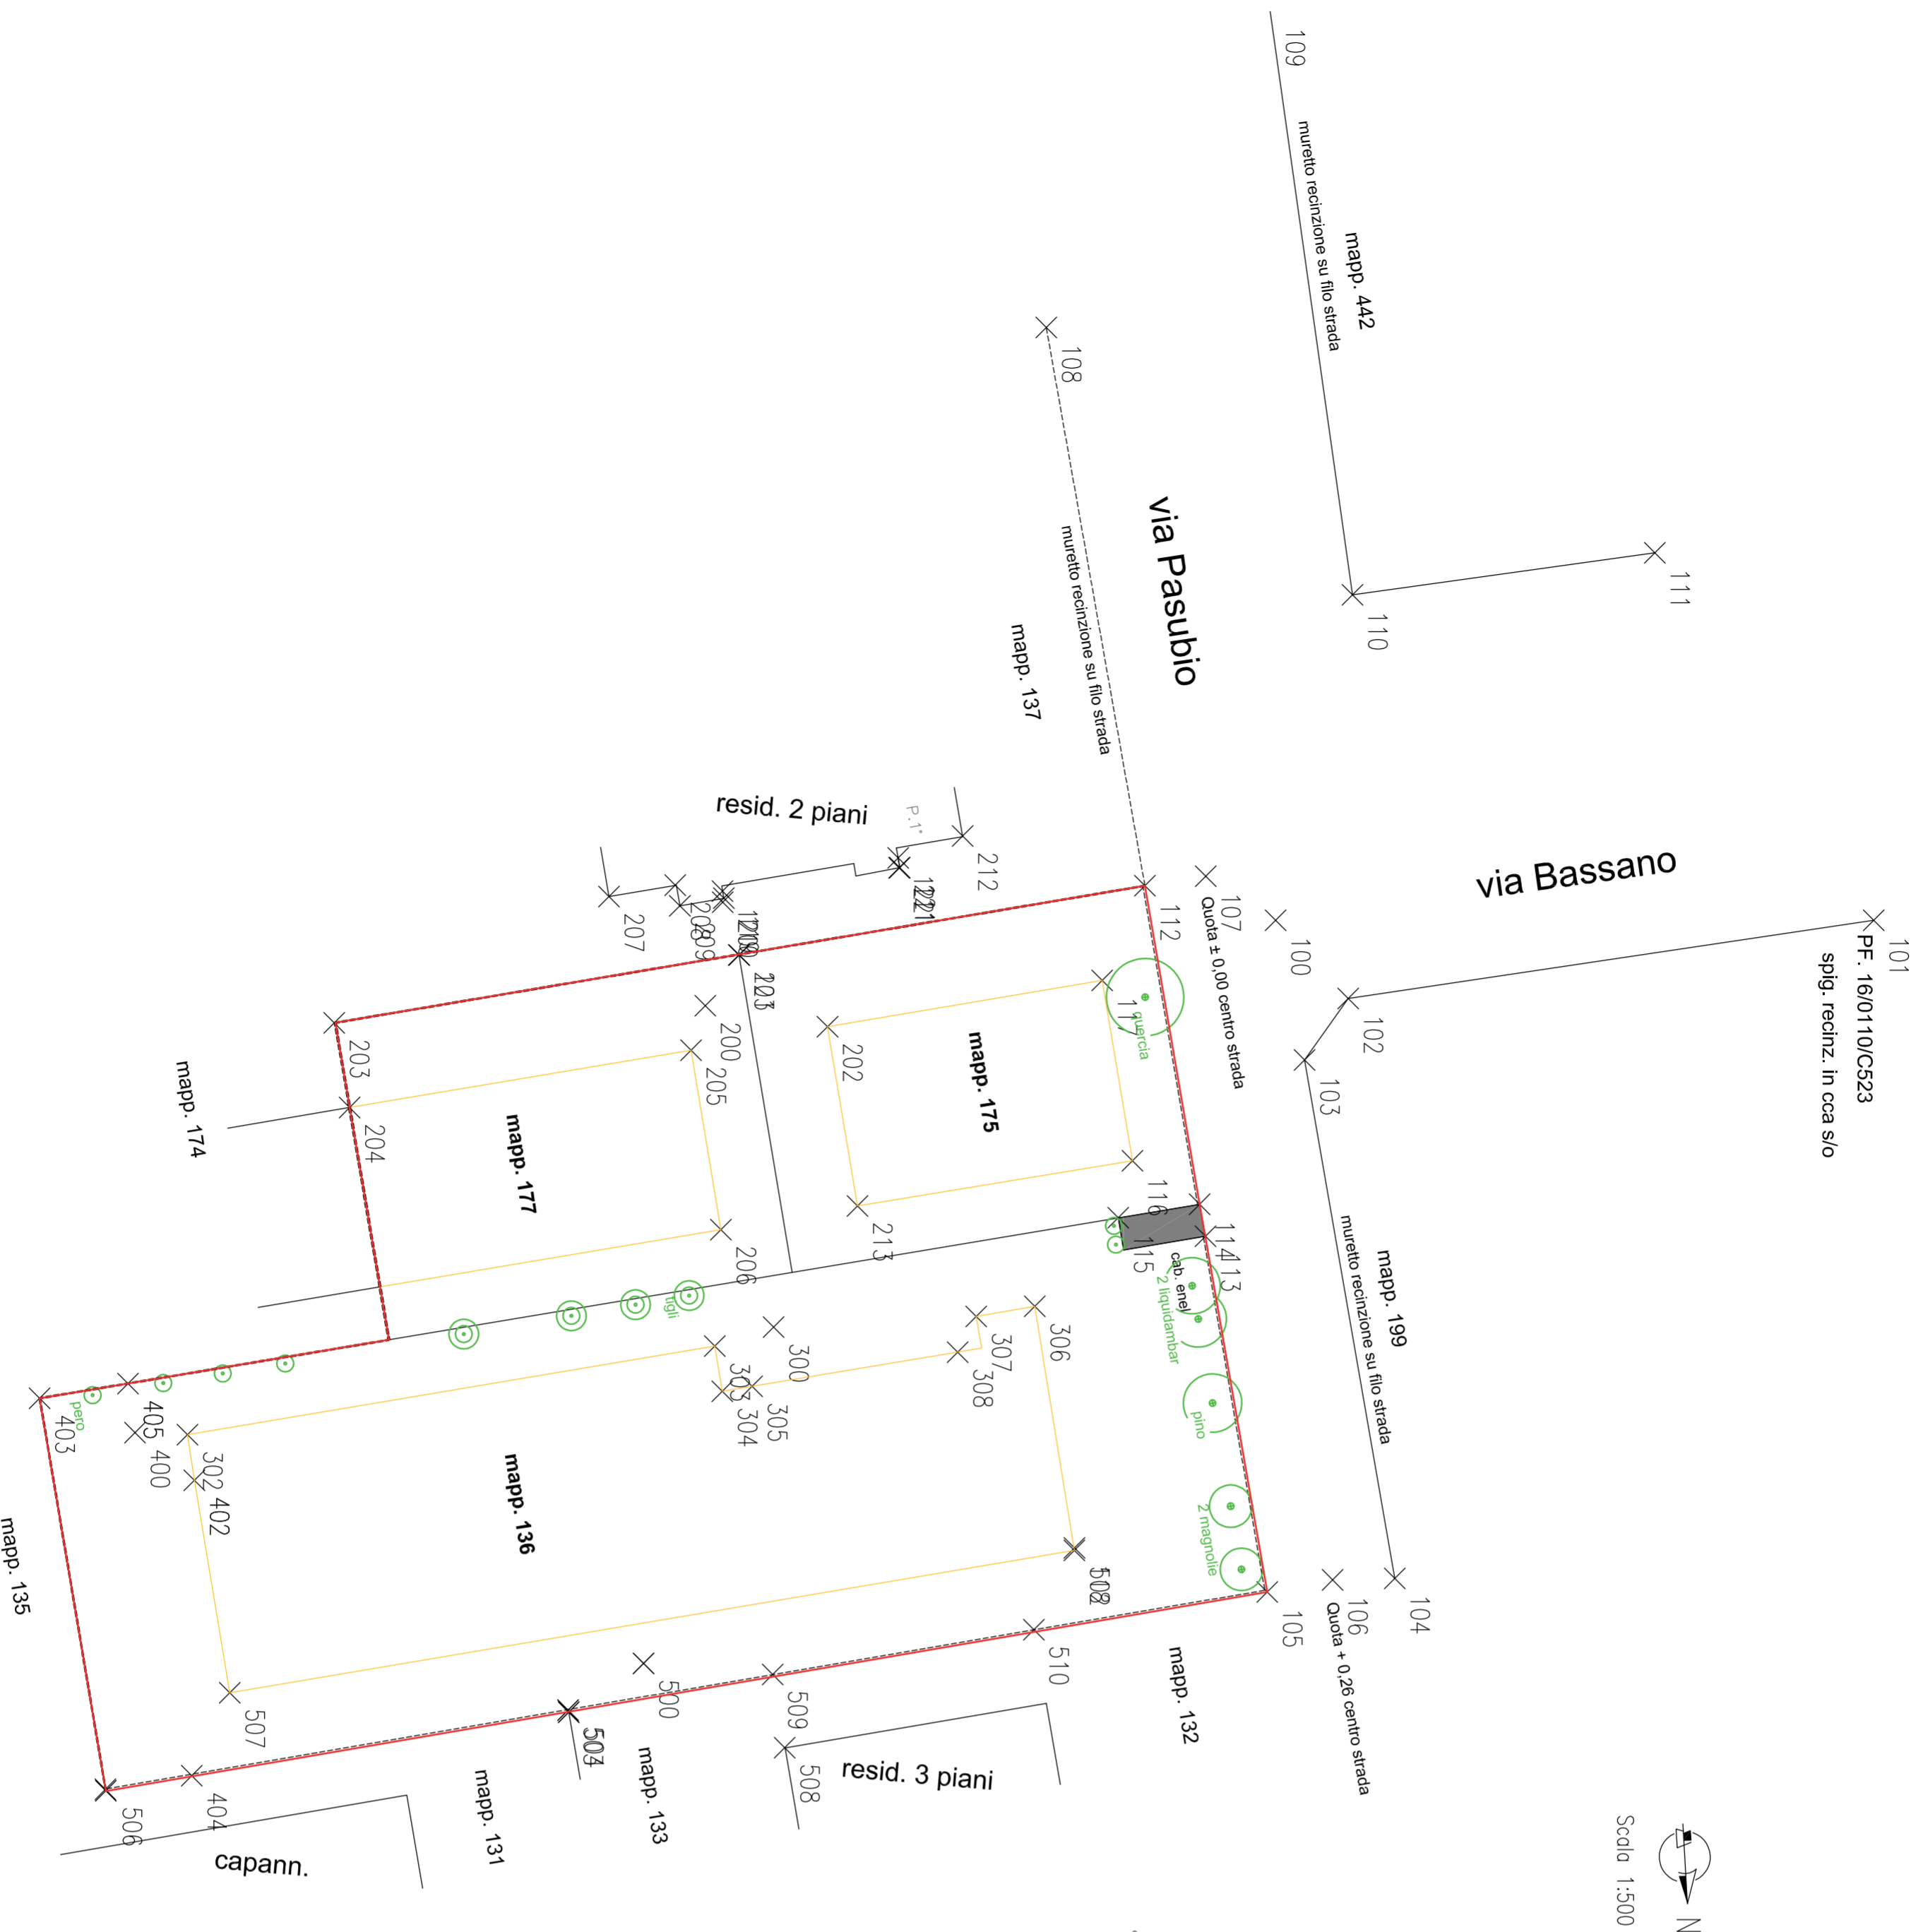 109
muretto recinzione su filo strada
mapp. 442
108
via Pasubio
muretto recinzione su filo strada
mapp. 137
110
111
via Bassano
101
PF. 16/0110/C523
spig. recinz. in cca s/o
102
103
100
107
Quota ± 0,00 centro strada
112
resid. 2 piani
P.1°
212
207
209
200
203
204
205
206
202
213
117
quercia
116
mapp. 175
mapp. 177
mapp. 174
115
113
cab. enel
2 liquidambar
muretto recinzione su filo strada
mapp. 199
104
106
Quota + 0,26 centro strada
105
pino
2 magnolie
tigli
300
306
307
308
303
304
305
pero
405
403
400
302
402
mapp. 136
mapp. 135
507
506
404
500
509
510
508
mapp. 132
mapp. 133
mapp. 131
resid. 3 piani
capann.
N
Scala 1:500